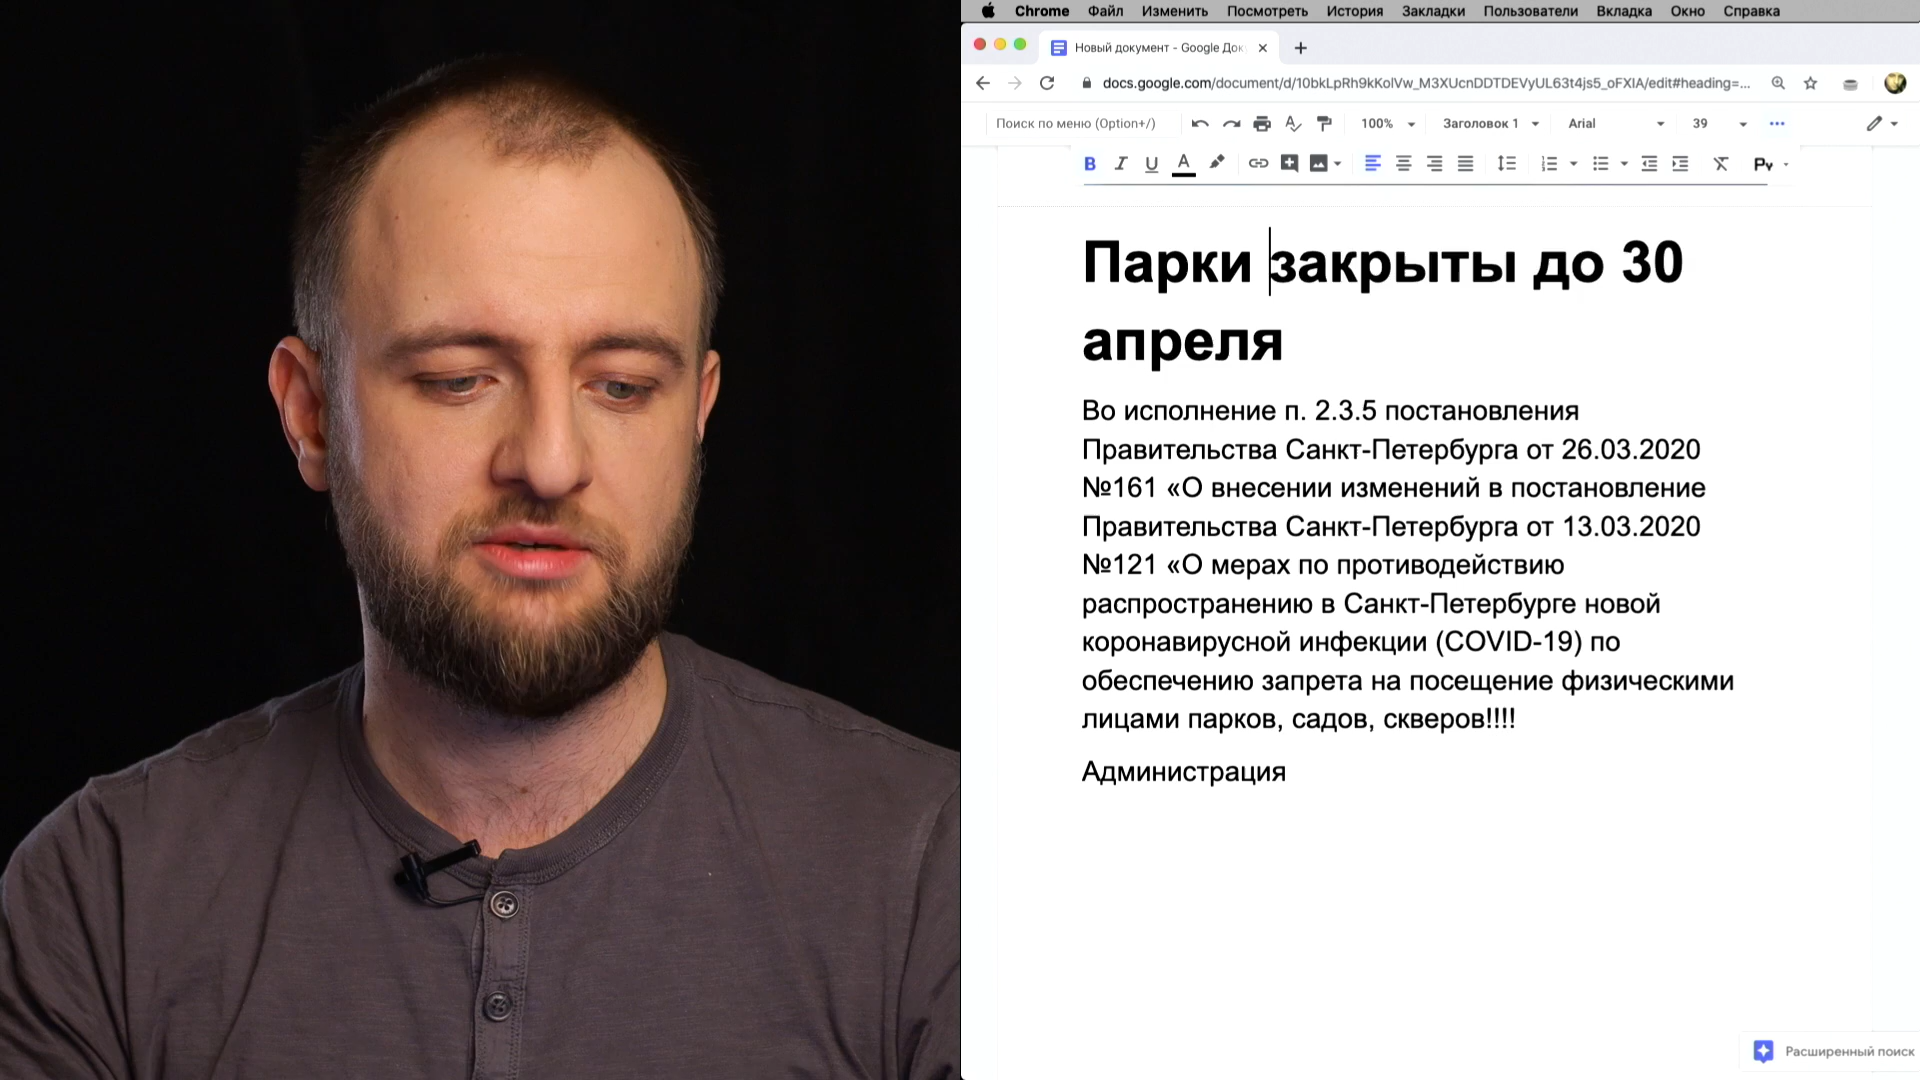 Chrome Файл Изменить Посмотреть История Закладки Пользователи Вкладка Окно Справка
Новый документ - Google Док
docs.google.com/document/d/10bkLpRh9kKolVw_M3XUcnDDTDEVyUL63t4js5_oFXIA/edit#heading=...
Поиск по меню (Option+/) 100% Заголовок 1 Arial 39
B I U A Ру
Парки закрыты до 30
апреля
Во исполнение п. 2.3.5 постановления
Правительства Санкт-Петербурга от 26.03.2020
№161 «О внесении изменений в постановление
Правительства Санкт-Петербурга от 13.03.2020
№121 «О мерах по противодействию
распространению в Санкт-Петербурге новой
коронавирусной инфекции (COVID-19) по
обеспечению запрета на посещение физическими
лицами парков, садов, скверов!!!!
Администрация
Расширенный поиск